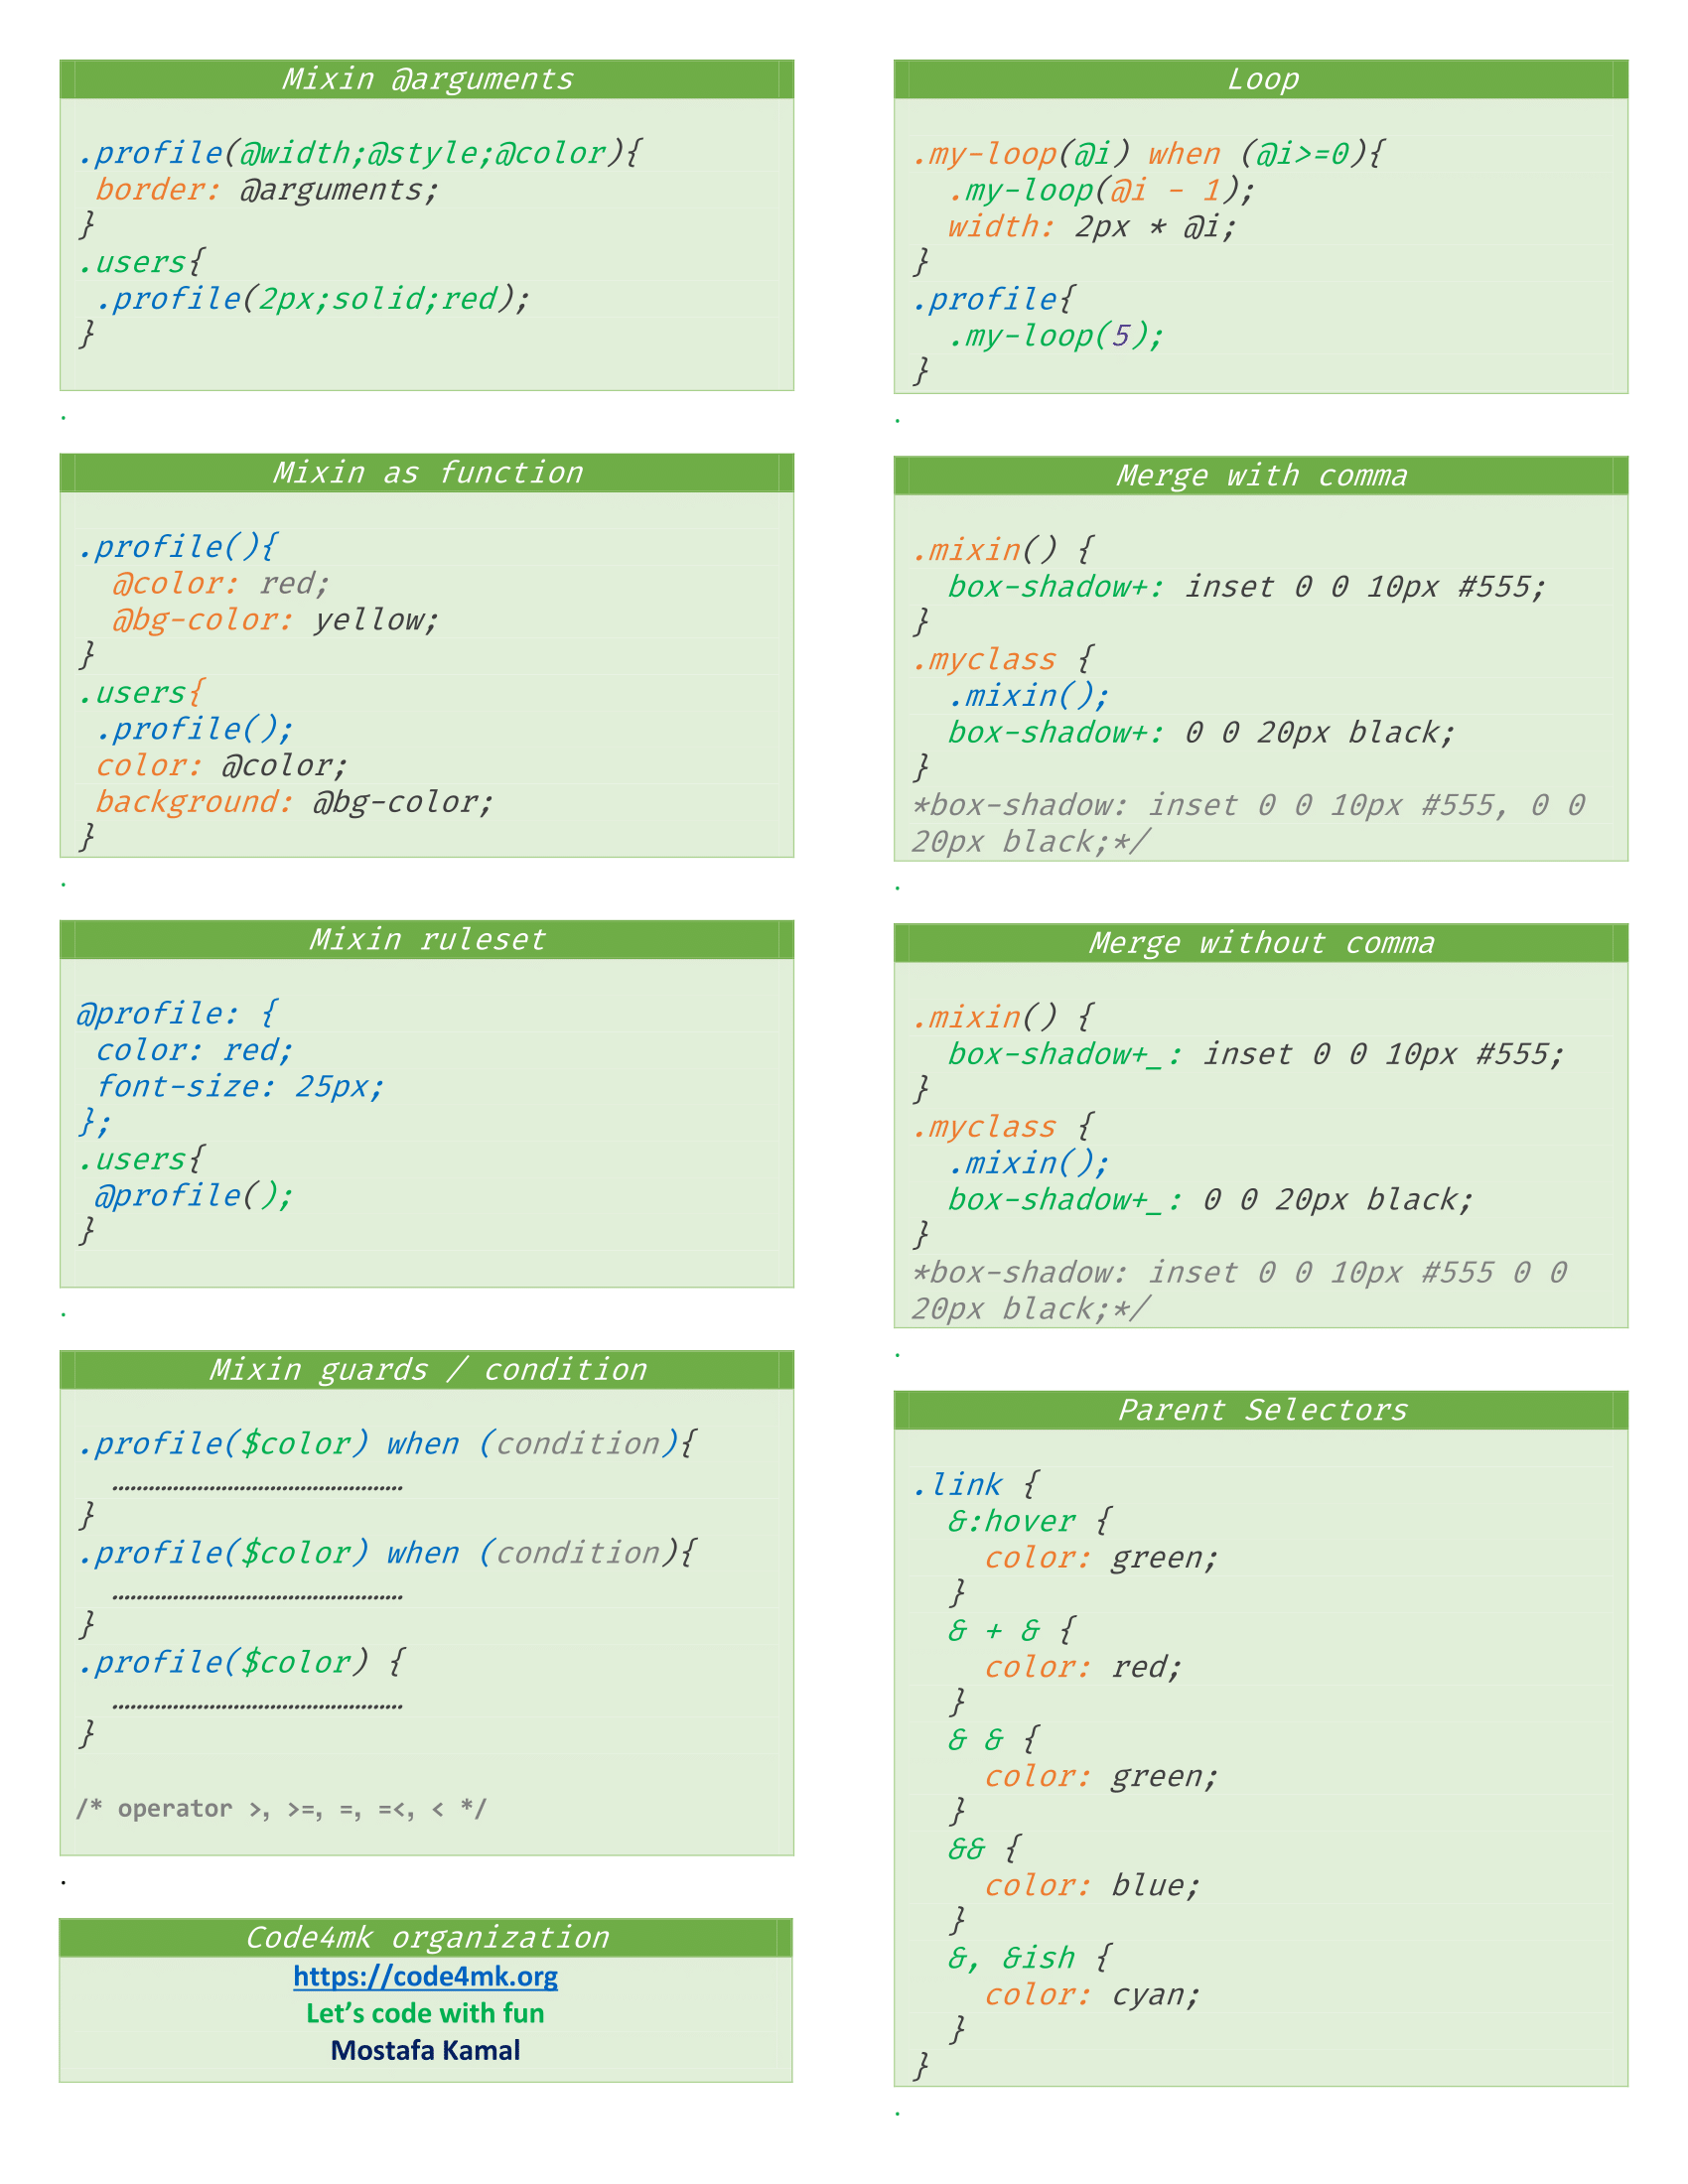 Mixin @arguments
.profile(@width;@style;@color){
 border: @arguments;
}
.users{
 .profile(2px;solid;red);
}
.
Mixin as function
.profile(){
  @color: red;
  @bg-color: yellow;
}
.users{
 .profile();
 color: @color;
 background: @bg-color;
}
.
Mixin ruleset
@profile: {
 color: red;
 font-size: 25px;
};
.users{
 @profile();
}
.
Mixin guards / condition
.profile($color) when (condition){
  ………………………………………
}
.profile($color) when (condition){
  ………………………………………
}
.profile($color) {
  ………………………………………
}
/* operator >, >=, =, =<, < */
.
Code4mk organization
https://code4mk.org
Let’s code with fun
Mostafa Kamal
Loop
.my-loop(@i) when (@i>=0){
  .my-loop(@i - 1);
  width: 2px * @i;
}
.profile{
  .my-loop(5);
}
.
Merge with comma
.mixin() {
  box-shadow+: inset 0 0 10px #555;
}
.myclass {
  .mixin();
  box-shadow+: 0 0 20px black;
}
*box-shadow: inset 0 0 10px #555, 0 0
20px black;*/
.
Merge without comma
.mixin() {
  box-shadow+_: inset 0 0 10px #555;
}
.myclass {
  .mixin();
  box-shadow+_: 0 0 20px black;
}
*box-shadow: inset 0 0 10px #555 0 0
20px black;*/
.
Parent Selectors
.link {
  &:hover {
    color: green;
  }
  & + & {
    color: red;
  }
  & & {
    color: green;
  }
  && {
    color: blue;
  }
  &, &ish {
    color: cyan;
  }
}
.